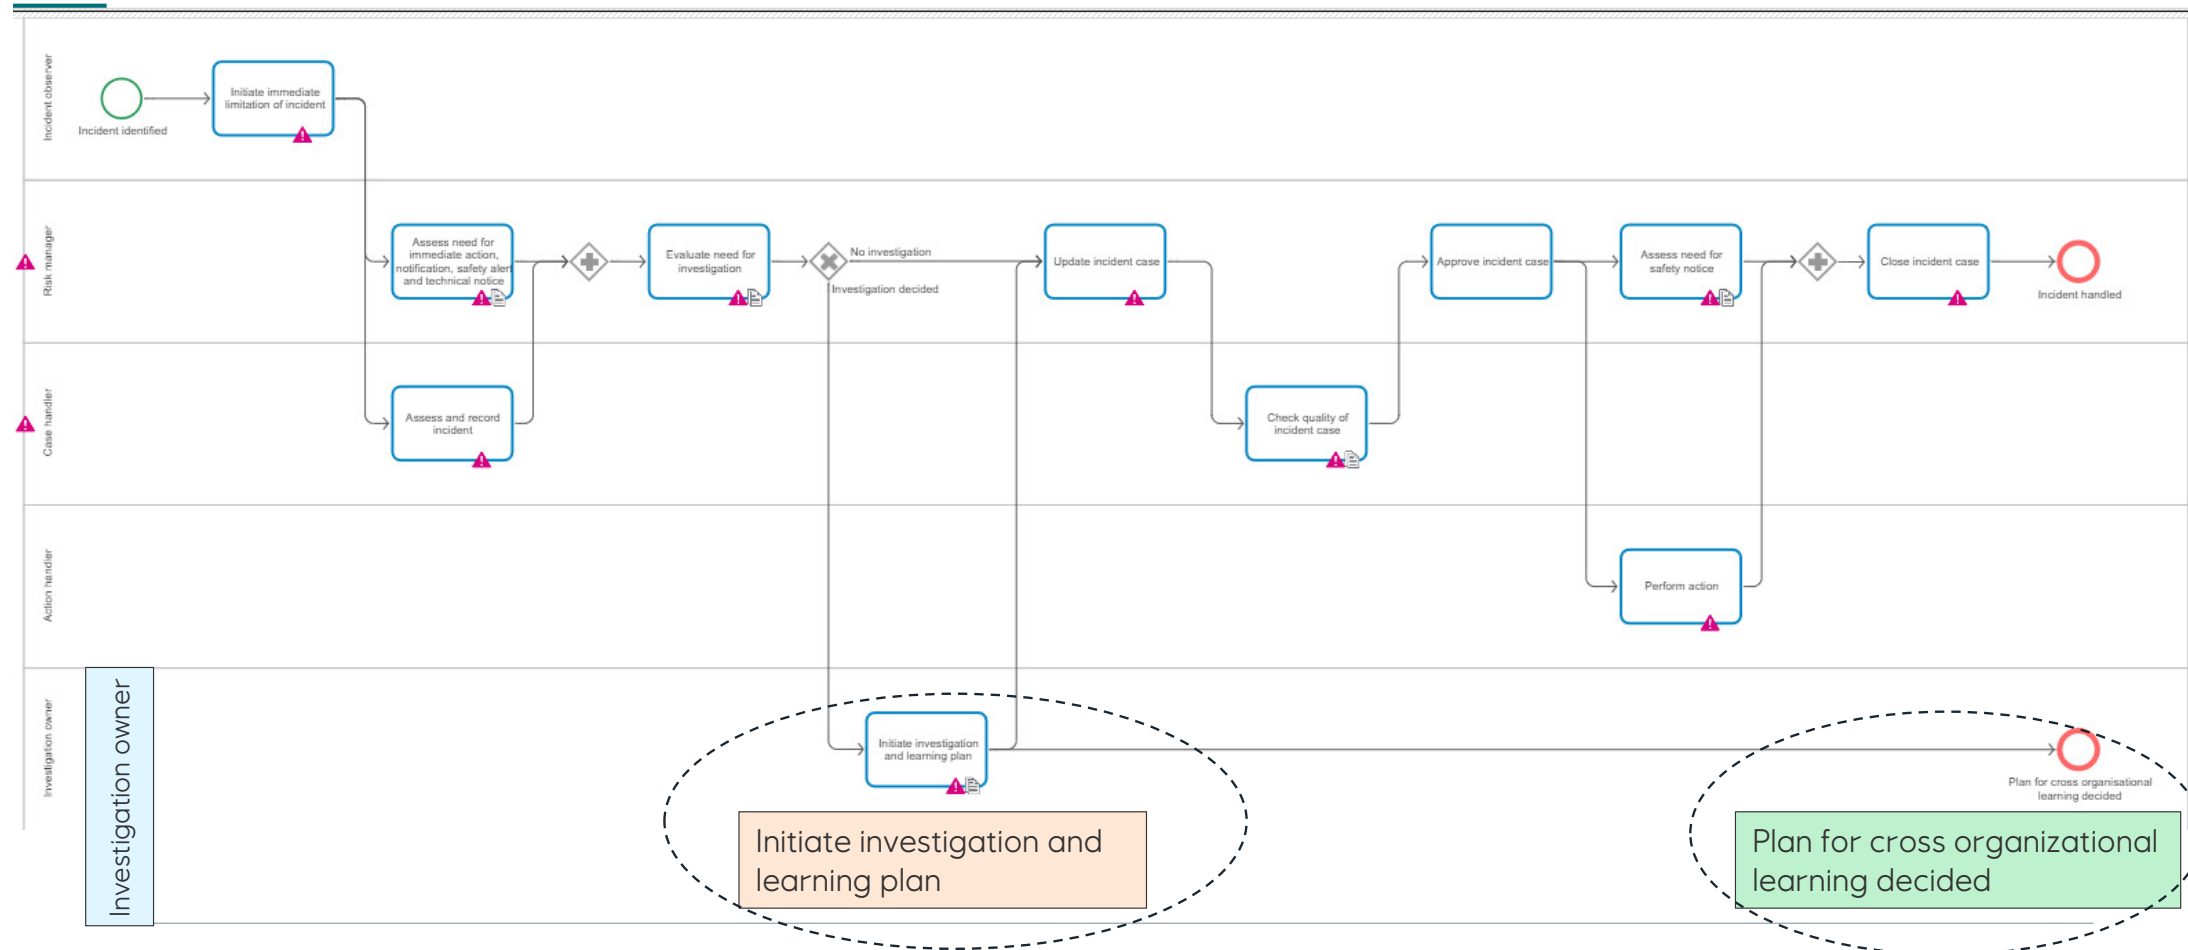 Incident observer
Incident identified
Initiate immediate
limitation of incident
Risk manager
Assess need for
immediate action,
notification, safety alert
and technical notice
Evaluate need for
investigation
No investigation
Investigation decided
Update incident case
Approve incident case
Assess need for
safety notice
Close incident case
Incident handled
Case handler
Assess and record
incident
Check quality of
incident case
Action handler
Perform action
Investigation owner
Investigation owner
Initiate investigation
and learning plan
Plan for cross organisational
learning decided
Initiate investigation and
learning plan
Plan for cross organizational
learning decided